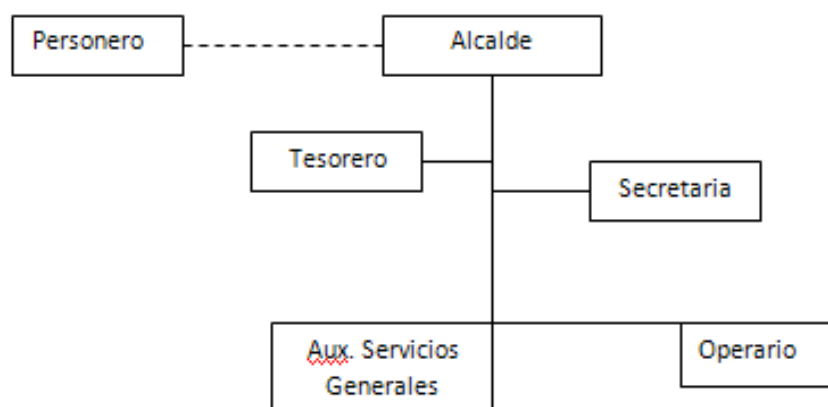 Personero
Alcalde
Tesorero
Secretaria
Aux. Servicios
Generales
Operario